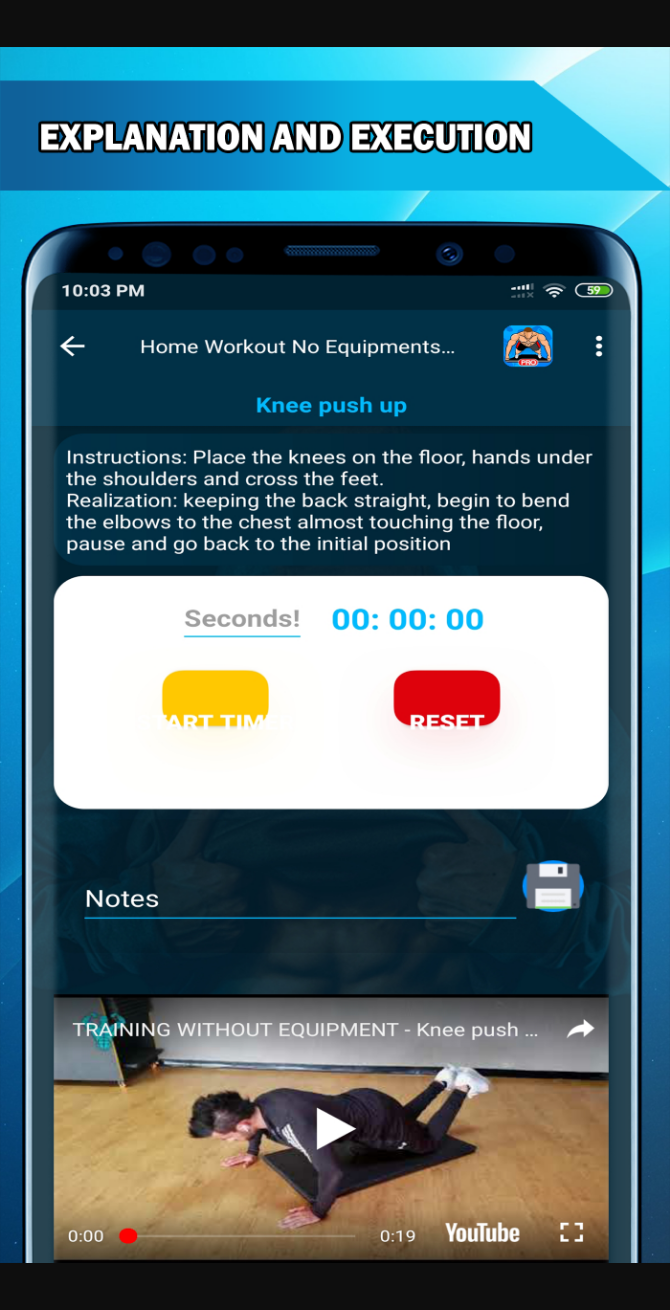 EXPLANATION AND EXECUTION
10:03 PM
59
Home Workout No Equipments...
PRO
Knee push up
Instructions: Place the knees on the floor, hands under
the shoulders and cross the feet.
Realization: keeping the back straight, begin to bend
the elbows to the chest almost touching the floor,
pause and go back to the initial position
Seconds! 00: 00: 00
ART TIM RESET
Notes
TRAINING WITHOUT EQUIPMENT - Knee push ...
0:00 0:19 YouTube